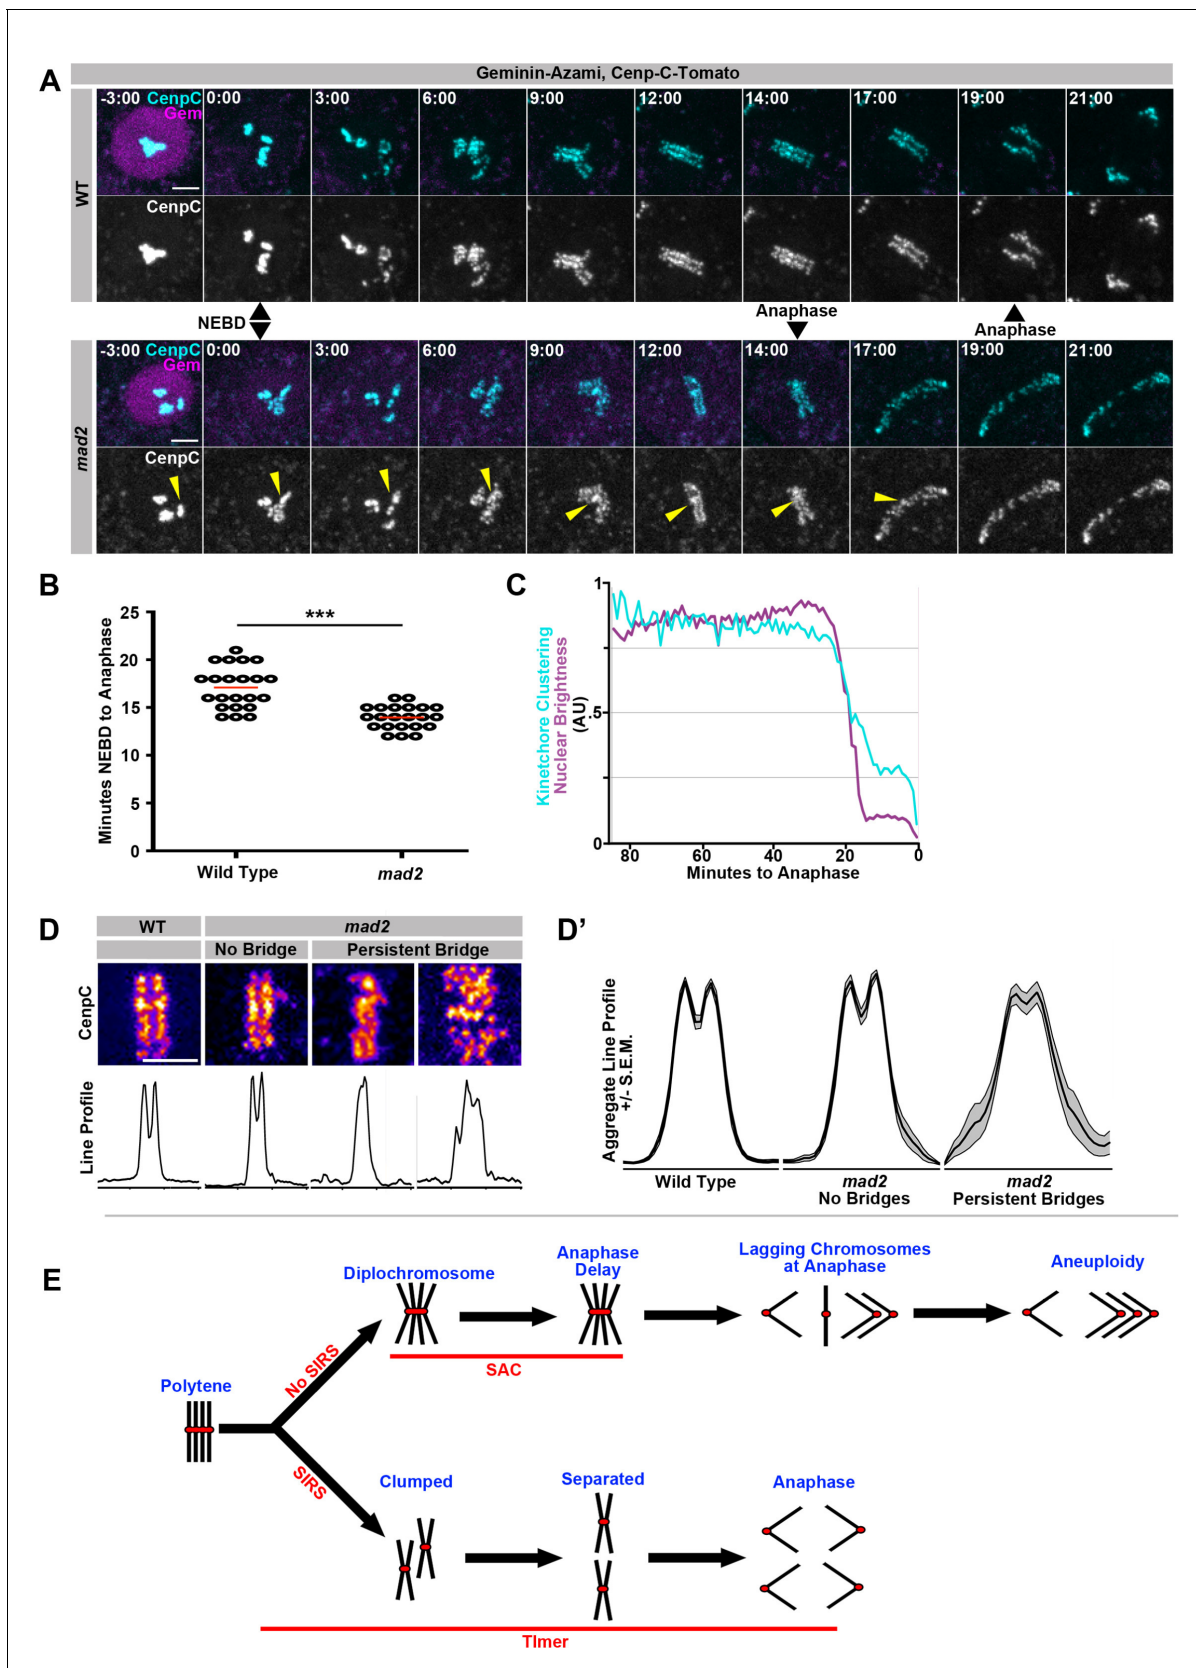 A
Geminin-Azami, Cenp-C-Tomato
WT
-3:00 CenpC
Gem
0:00
3:00
6:00
9:00
12:00
14:00
17:00
19:00
21:00
CenpC
NEBD
Anaphase
Anaphase
mad2
-3:00 CenpC
Gem
0:00
3:00
6:00
9:00
12:00
14:00
17:00
19:00
21:00
CenpC
B
Minutes NEBD to Anaphase
25
20
15
10
5
0
***
Wild Type
mad2
C
Kinetchore Clustering
Nuclear Brightness
(AU)
1
.5
0
80
60
40
20
0
Minutes to Anaphase
D
WT
mad2
No Bridge
Persistent Bridge
CenpC
Line Profile
D’
Aggregate Line Profile
+/- S.E.M.
Wild Type
mad2
No Bridges
mad2
Persistent Bridges
E
Polytene
No SIRS
SIRS
Diplochromosome
Anaphase
Delay
SAC
Lagging Chromosomes
at Anaphase
Aneuploidy
Clumped
Separated
Anaphase
TImer